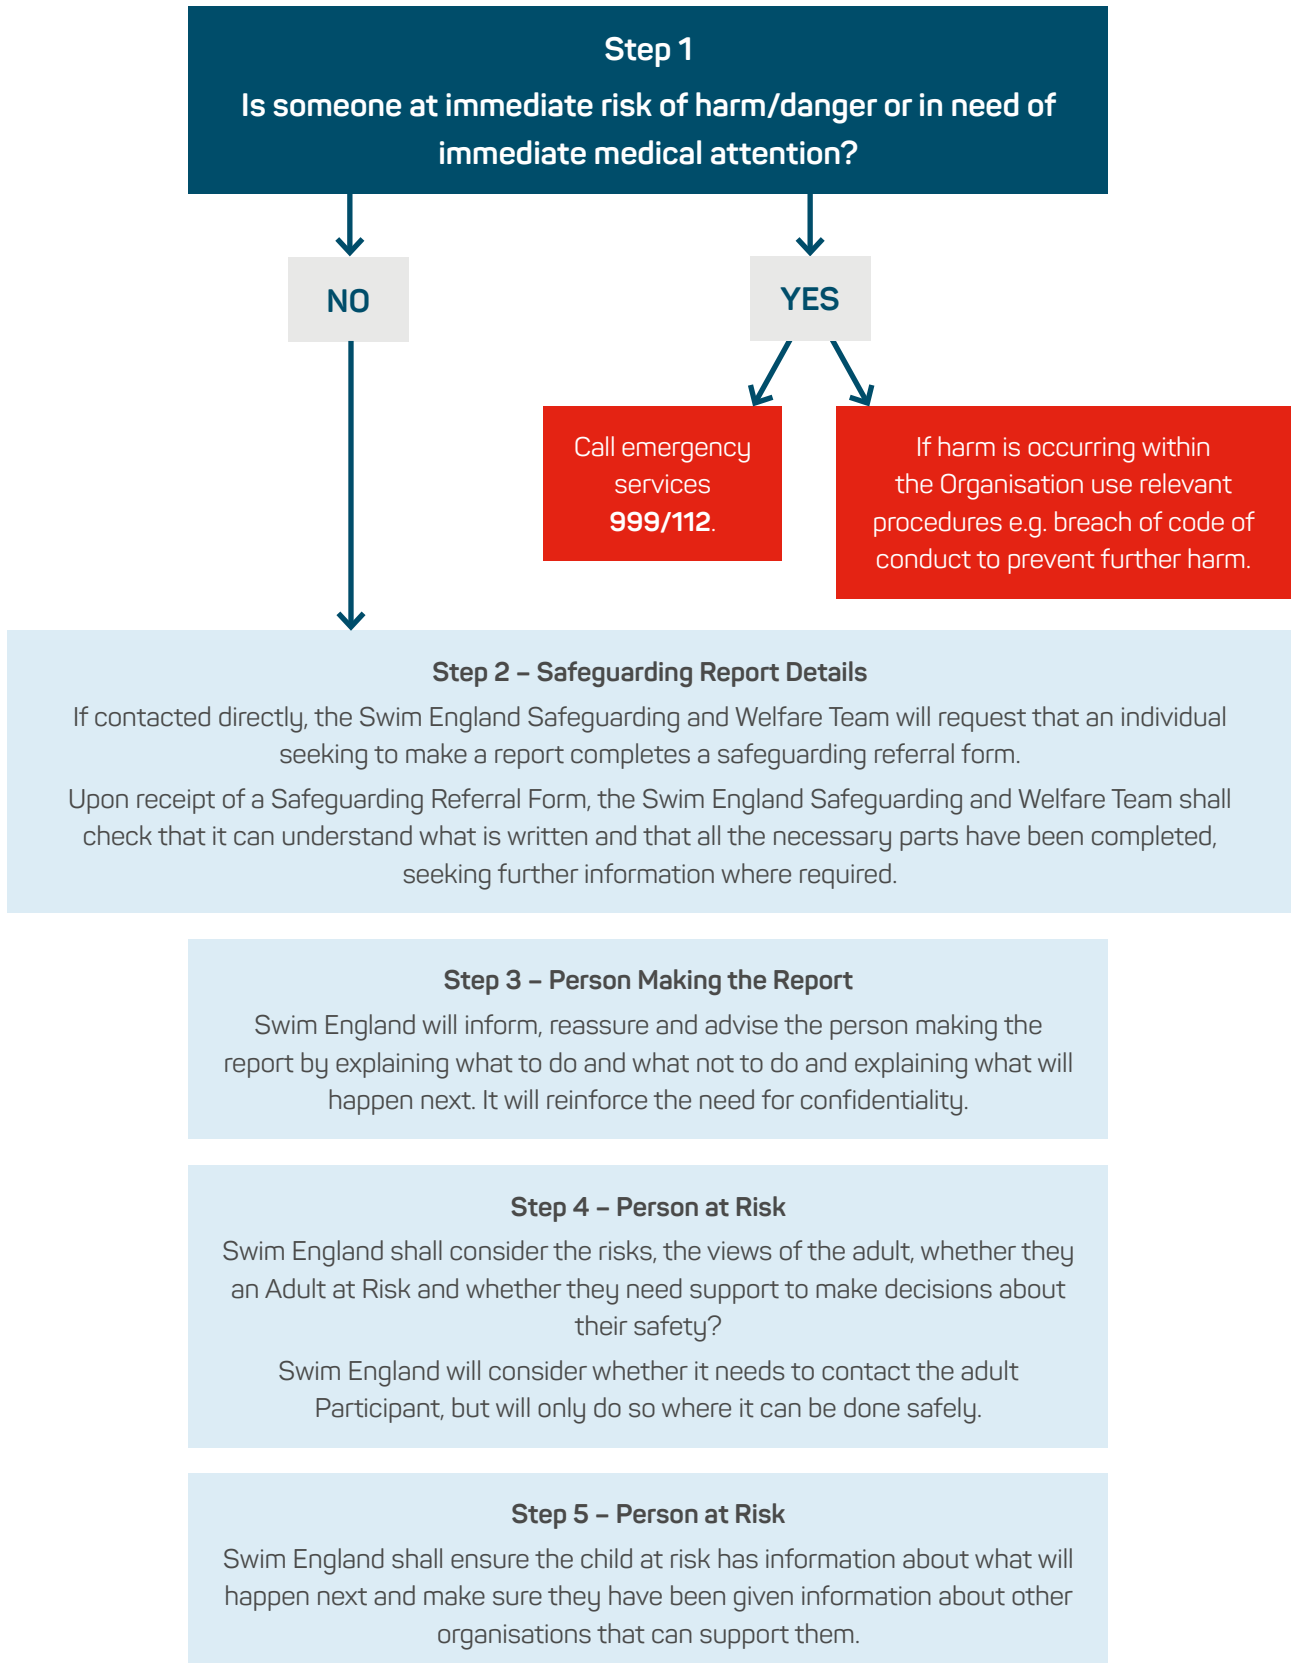 Step 1
Is someone at immediate risk of harm/danger or in need of
immediate medical attention?
NO
YES
Call emergency
services
999/112.
If harm is occurring within
the Organisation use relevant
procedures e.g. breach of code of
conduct to prevent further harm.
Step 2 – Safeguarding Report Details
If contacted directly, the Swim England Safeguarding and Welfare Team will request that an individual
seeking to make a report completes a safeguarding referral form.
Upon receipt of a Safeguarding Referral Form, the Swim England Safeguarding and Welfare Team shall
check that it can understand what is written and that all the necessary parts have been completed,
seeking further information where required.
Step 3 – Person Making the Report
Swim England will inform, reassure and advise the person making the
report by explaining what to do and what not to do and explaining what will
happen next. It will reinforce the need for confidentiality.
Step 4 – Person at Risk
Swim England shall consider the risks, the views of the adult, whether they
an Adult at Risk and whether they need support to make decisions about
their safety?
Swim England will consider whether it needs to contact the adult
Participant, but will only do so where it can be done safely.
Step 5 – Person at Risk
Swim England shall ensure the child at risk has information about what will
happen next and make sure they have been given information about other
organisations that can support them.